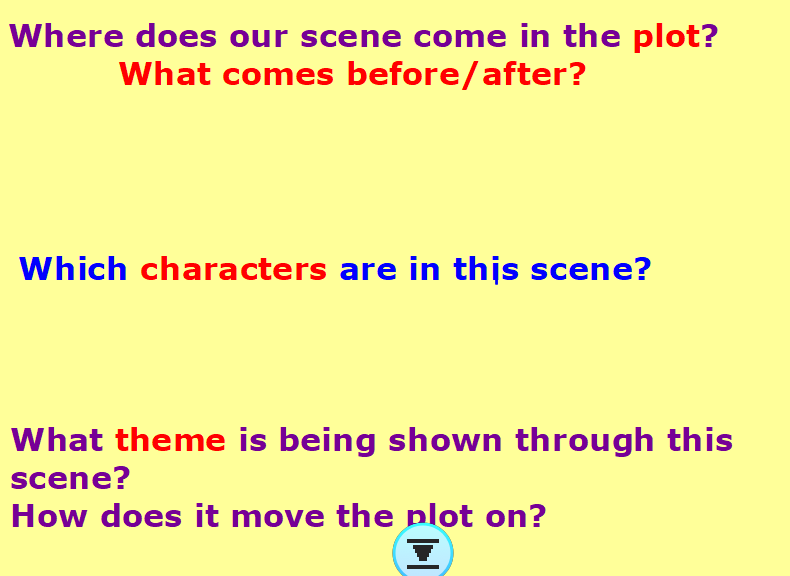 Where does our scene come in the plot?
What comes before/after?
Which characters are in this scene?
What theme is being shown through this
scene?
How does it move the plot on?